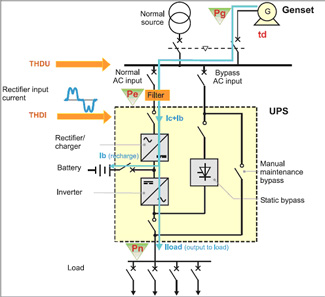 Normal
source
Pg
Genset
G
td
THDU
Normal
AC input
Bypass
AC input
Rectifier input
current
Pe
Filter
THDI
UPS
Ic+Ib
Rectifier/
charger
Ib (recharge)
Battery
Inverter
Manual
maintenance
bypass
Static bypass
Pn
Iload (output to load)
Load